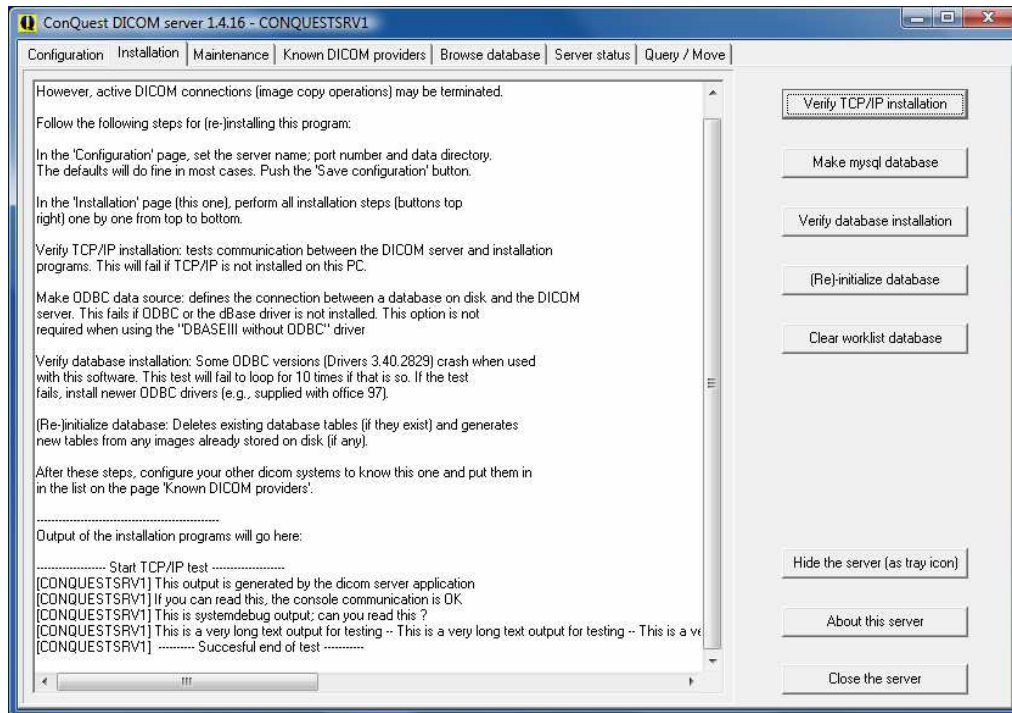 ConQuest DICOM server 1.4.16 - CONQUESTSRV1
Configuration Installation Maintenance Known DICOM providers Browse database Server status Query / Move
However, active DICOM connections (image copy operations) may be terminated.
Follow the following steps for (re-)installing this program:
In the 'Configuration' page, set the server name; port number and data directory.
The defaults will do fine in most cases. Push the 'Save configuration' button.
In the 'Installation' page (this one), perform all installation steps (buttons top
right) one by one from top to bottom.
Verify TCP/IP installation: tests communication between the DICOM server and installation
programs. This will fail if TCP/IP is not installed on this PC.
Make ODBC data source: defines the connection between a database on disk and the DICOM
server. This fails if ODBC or the dBase driver is not installed. This option is not
required when using the "DBASEIII without ODBC" driver
Verify database installation: Some ODBC versions (Drivers 3.40.2829) crash when used
with this software. This test will fail to loop for 10 times if that is so. If the test
fails, install newer ODBC drivers (e.g., supplied with office 97).
(Re-)initialize database: Deletes existing database tables (if they exist) and generates
new tables from any images already stored on disk (if any).
After these steps, configure your other dicom systems to know this one and put them in
in the list on the page 'Known DICOM providers'.
--------------------------------------------------
Output of the installation programs will go here:
------------------- Start TCP/IP test --------------------
[CONQUESTSRV1] This output is generated by the dicom server application
[CONQUESTSRV1] If you can read this, the console communication is OK
[CONQUESTSRV1] This is systemdebug output; can you read this ?
[CONQUESTSRV1] This is a very long text output for testing -- This is a very long text output for testing -- This is a ve
[CONQUESTSRV1] ---------- Succesful end of test -----------
Verify TCP/IP installation
Make mysql database
Verify database installation
(Re)-initialize database
Clear worklist database
Hide the server (as tray icon)
About this server
Close the server